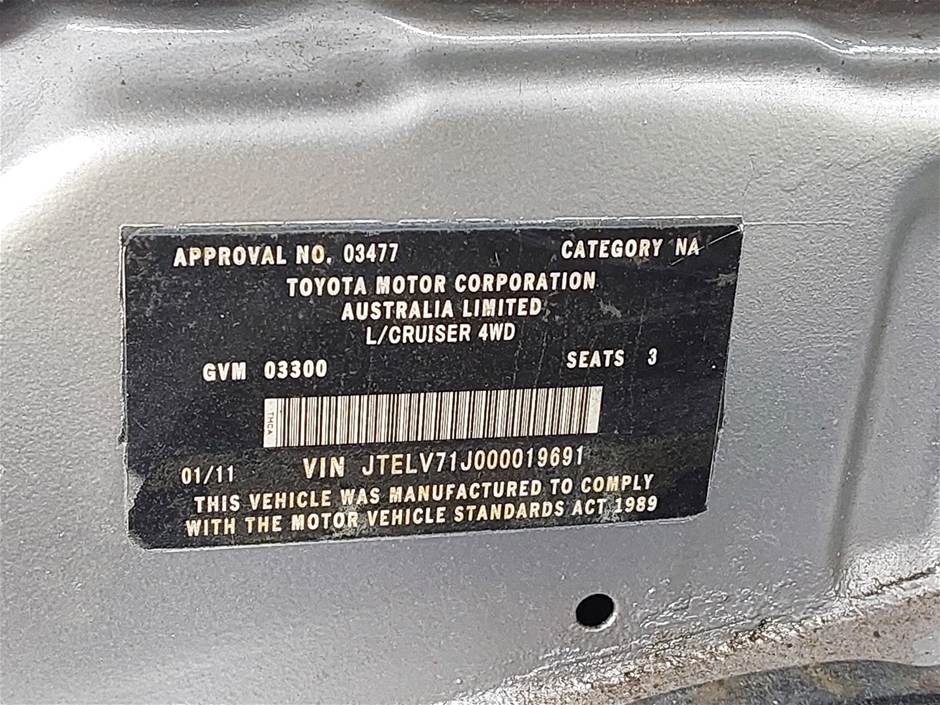 APPROVAL NO. 03477 CATEGORY NA
TOYOTA MOTOR CORPORATION
AUSTRALIA LIMITED
L/CRUISER 4WD
GVM 03300 SEATS 3
TMCA
01/11 VIN JTELV71J000019691
THIS VEHICLE WAS MANUFACTURED TO COMPLY
WITH THE MOTOR VEHICLE STANDARDS ACT 1989